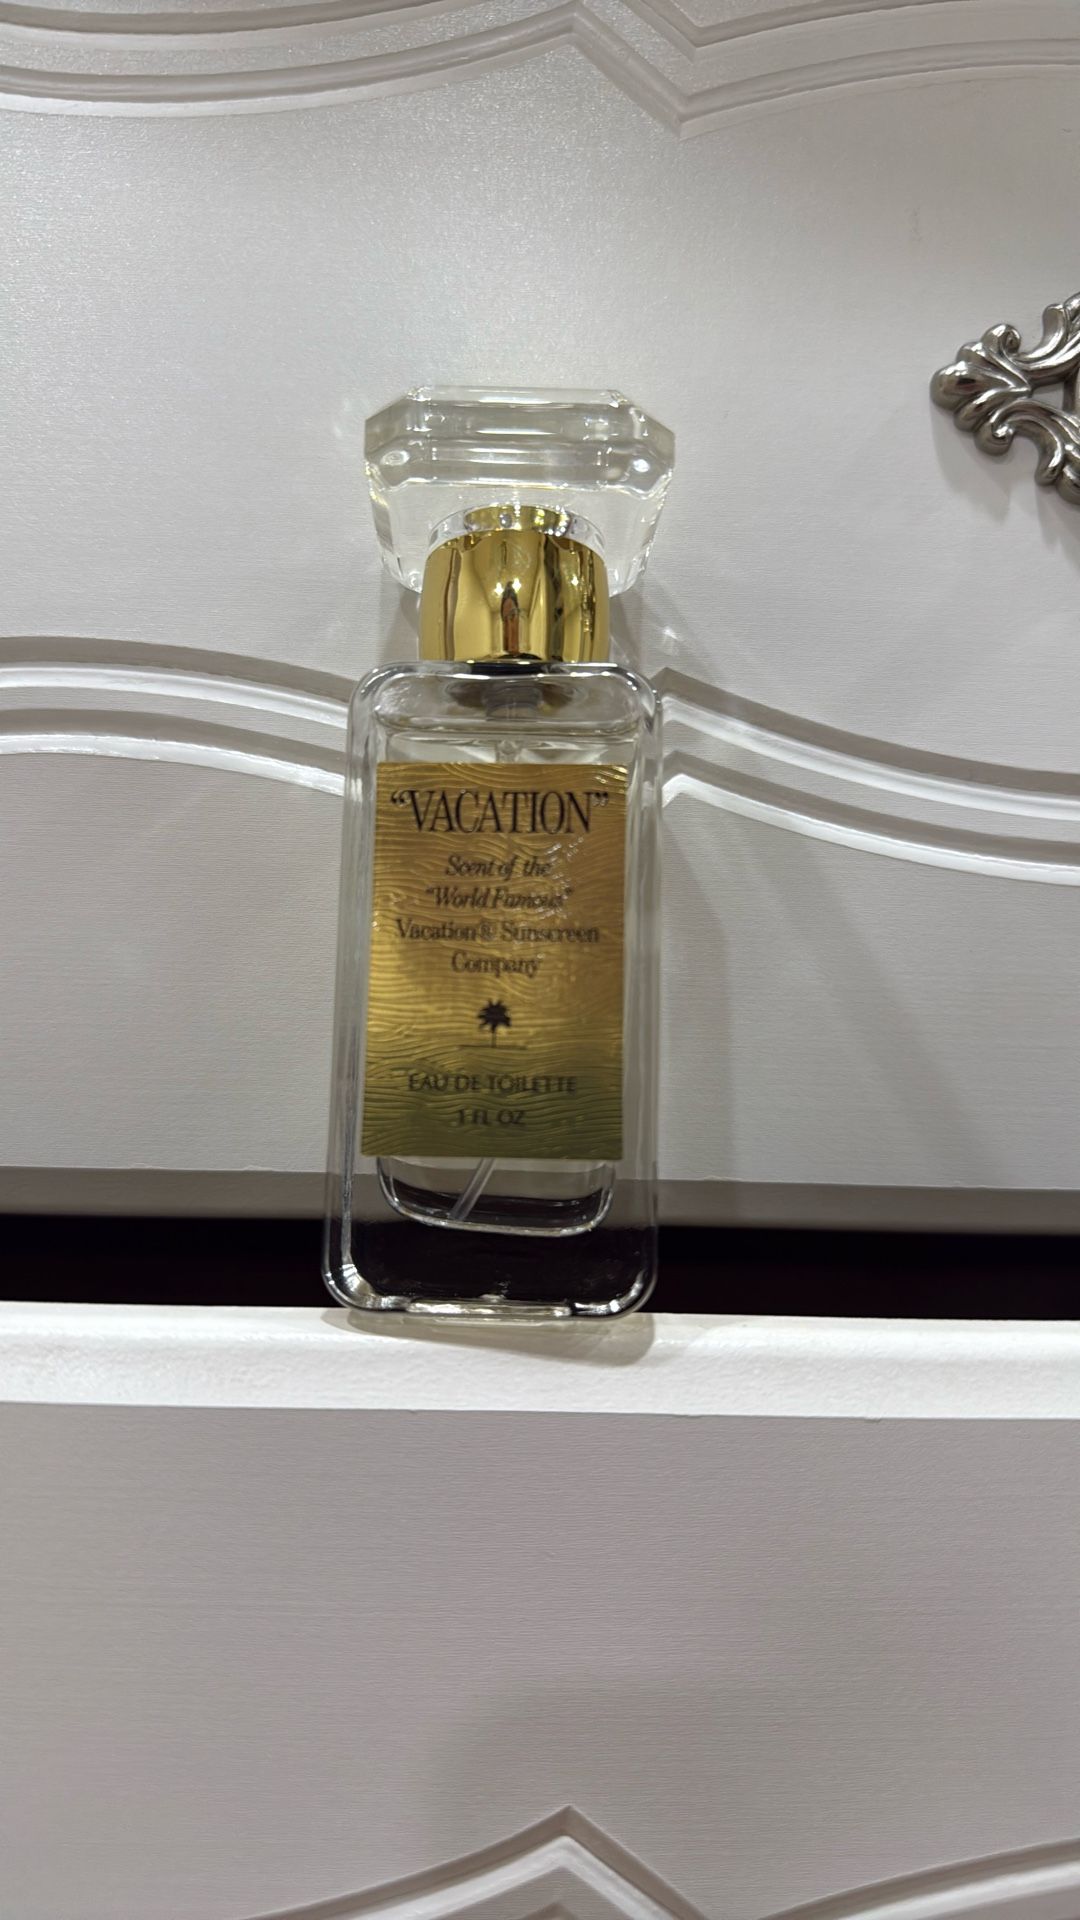 “VACATION”
Scent of the
“World Famous”
Vacation® Sunscreen
Company
EAU DE TOILETTE
1 FL OZ